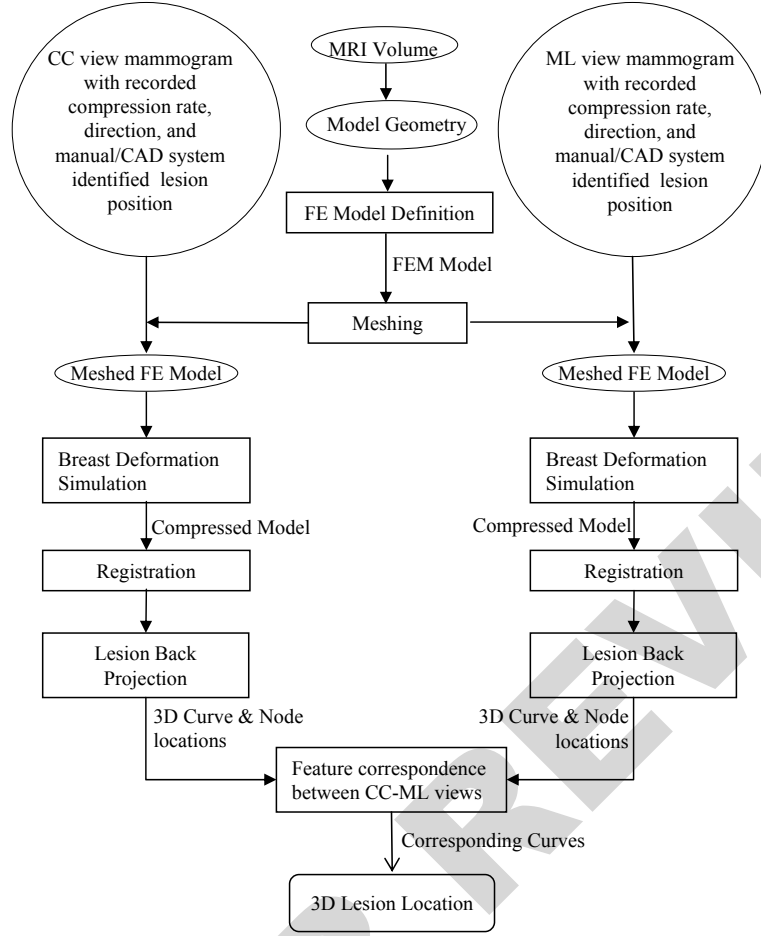 CC view mammogram
with recorded
compression rate,
direction, and
manual/CAD system
identified lesion
position
MRI Volume
Model Geometry
FE Model Definition
FEM Model
Meshing
ML view mammogram
with recorded
compression rate,
direction, and
manual/CAD system
identified lesion
position
Meshed FE Model
Breast Deformation
Simulation
Compressed Model
Registration
Lesion Back
Projection
3D Curve & Node
locations
Meshed FE Model
Breast Deformation
Simulation
Compressed Model
Registration
Lesion Back
Projection
3D Curve & Node
locations
Feature correspondence
between CC-ML views
Corresponding Curves
3D Lesion Location